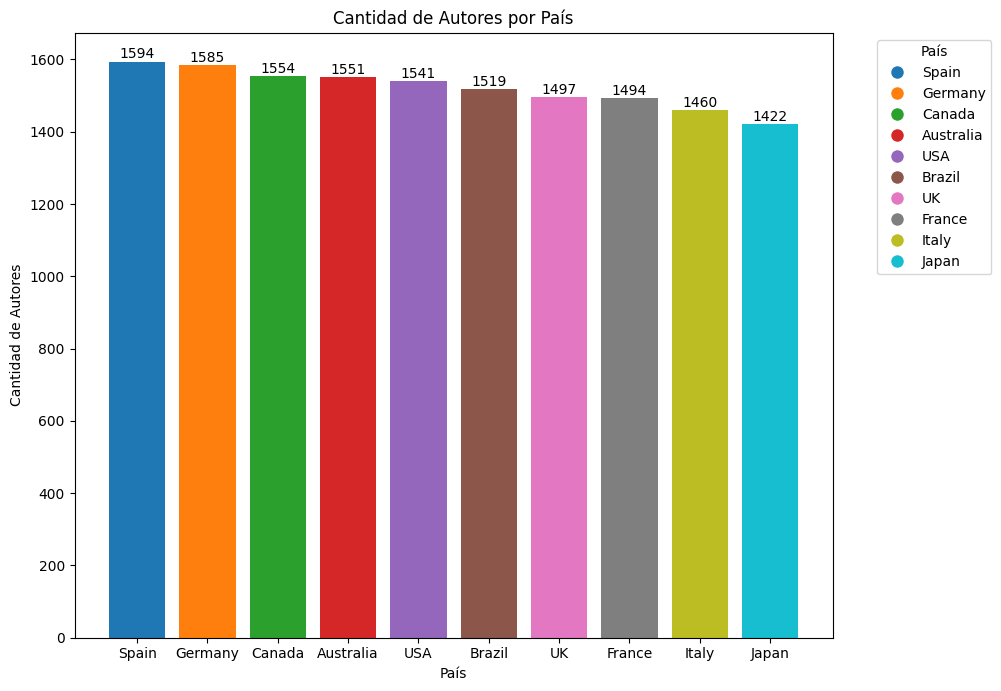 Cantidad de Autores por País
Cantidad de Autores
1600
1400
1200
1000
800
600
400
200
0
1594
1585
1554
1551
1541
1519
1497
1494
1460
1422
Spain
Germany
Canada
Australia
USA
Brazil
UK
France
Italy
Japan
País
País
Spain
Germany
Canada
Australia
USA
Brazil
UK
France
Italy
Japan